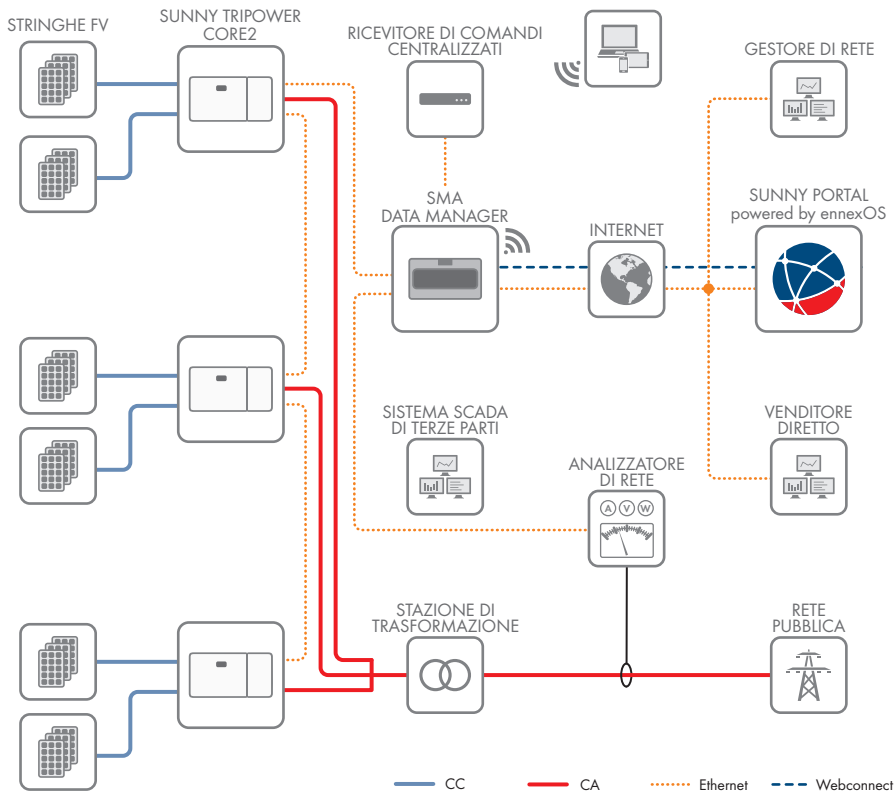 STRINGHE FV
SUNNY TRIPOWER
CORE2
RICEVITORE DI COMANDI
CENTRALIZZATI
GESTORE DI RETE
SMA
DATA MANAGER
INTERNET
SUNNY PORTAL
powered by ennexOS
SISTEMA SCADA
DI TERZE PARTI
ANALIZZATORE
DI RETE
A V W
VENDITORE
DIRETTO
STAZIONE DI
TRASFORMAZIONE
RETE
PUBBLICA
CC CA Ethernet Webconnect